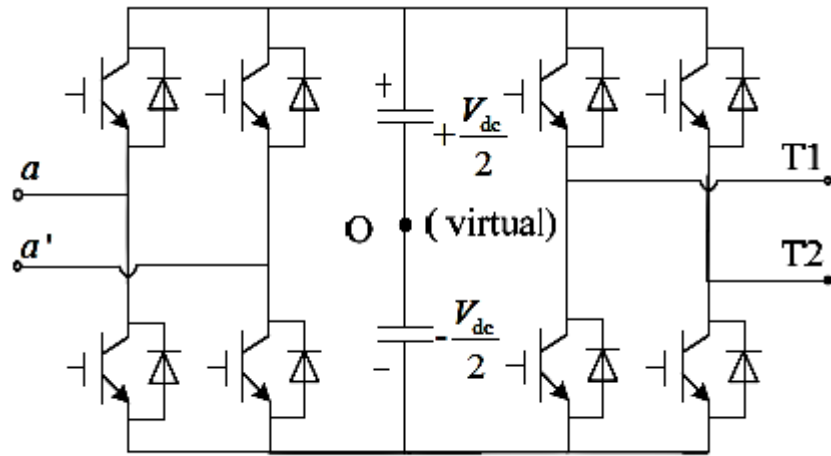 +
+ Vdc/2
a
T1
O ( virtual)
a'
T2
- Vdc/2
−